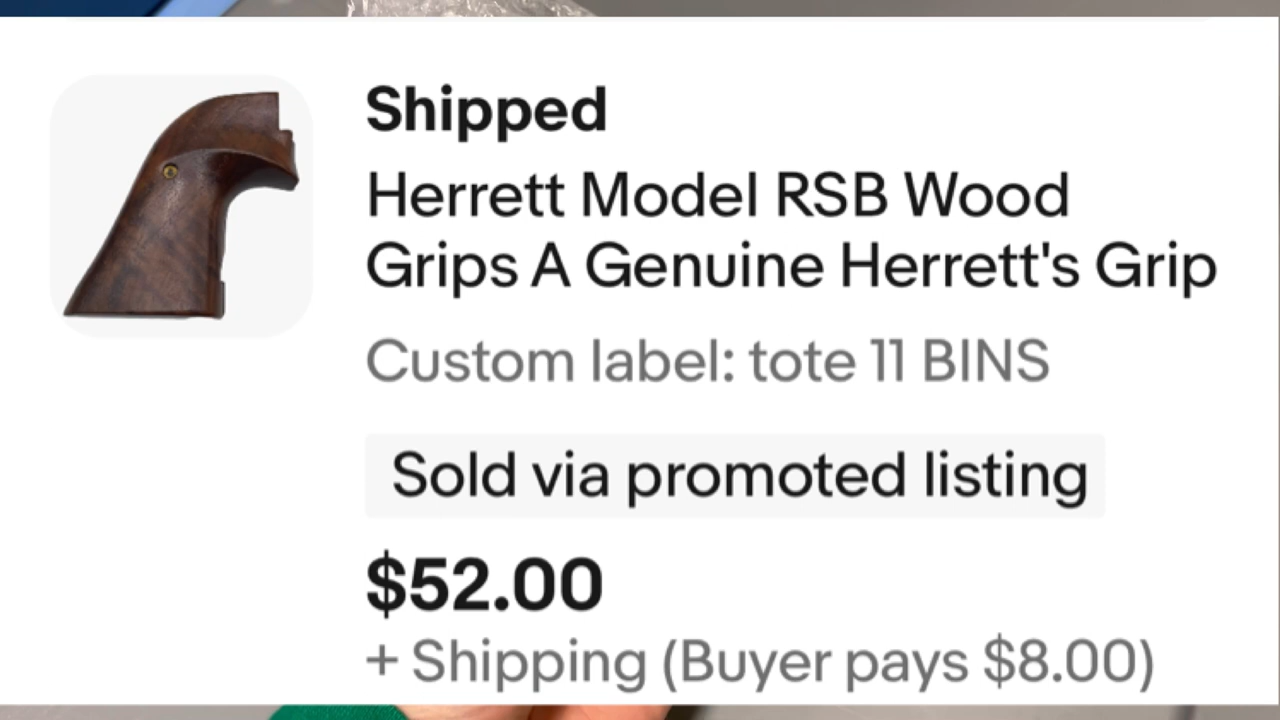 Shipped
Herrett Model RSB Wood
Grips A Genuine Herrett's Grip
Custom label: tote 11 BINS
Sold via promoted listing
$52.00
+ Shipping (Buyer pays $8.00)